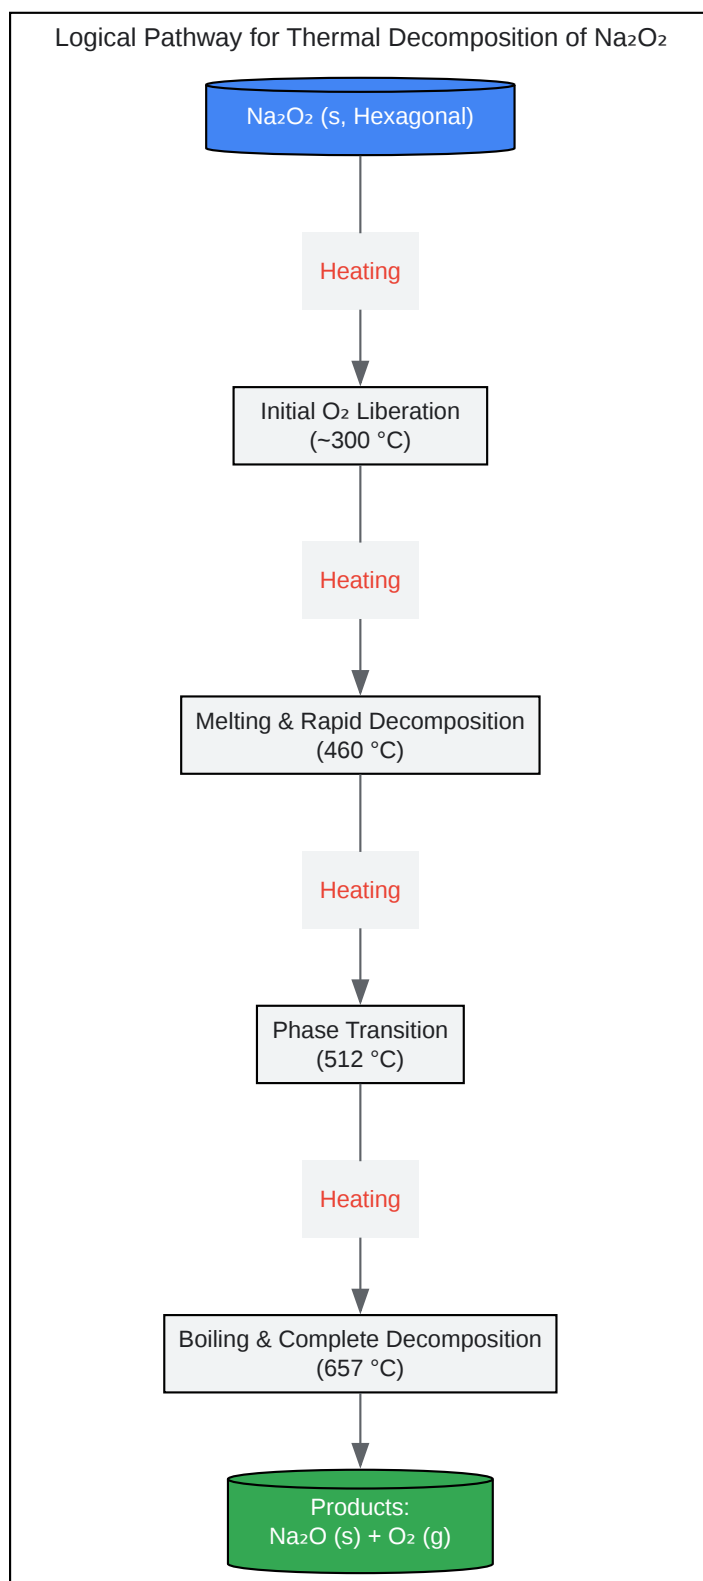 Logical Pathway for Thermal Decomposition of Na₂O₂
Na₂O₂ (s, Hexagonal)
Heating
Initial O₂ Liberation
(~300 °C)
Heating
Melting & Rapid Decomposition
(460 °C)
Heating
Phase Transition
(512 °C)
Heating
Boiling & Complete Decomposition
(657 °C)
Products:
Na₂O (s) + O₂ (g)